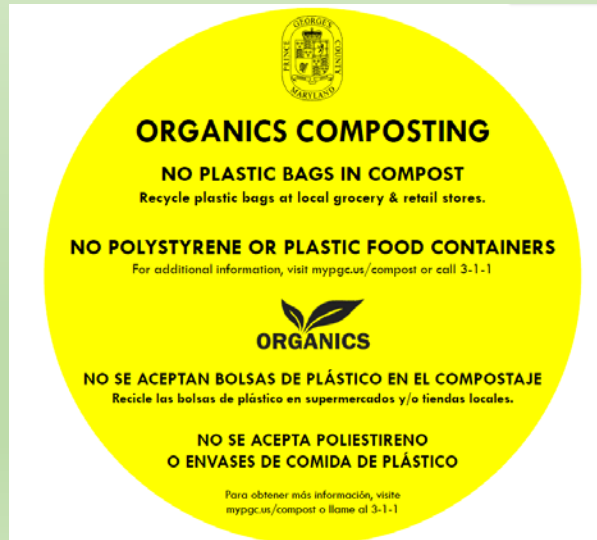 PRINCE GEORGE'S COUNTY MARYLAND
ORGANICS COMPOSTING
NO PLASTIC BAGS IN COMPOST
Recycle plastic bags at local grocery & retail stores.
NO POLYSTYRENE OR PLASTIC FOOD CONTAINERS
For additional information, visit mypgc.us/compost or call 3-1-1
ORGANICS
NO SE ACEPTAN BOLSAS DE PLÁSTICO EN EL COMPOSTAJE
Recicle las bolsas de plástico en supermercados y/o tiendas locales.
NO SE ACEPTA POLIESTIRENO
O ENVASES DE COMIDA DE PLÁSTICO
Para obtener más información, visite
mypgc.us/compost o llame al 3-1-1